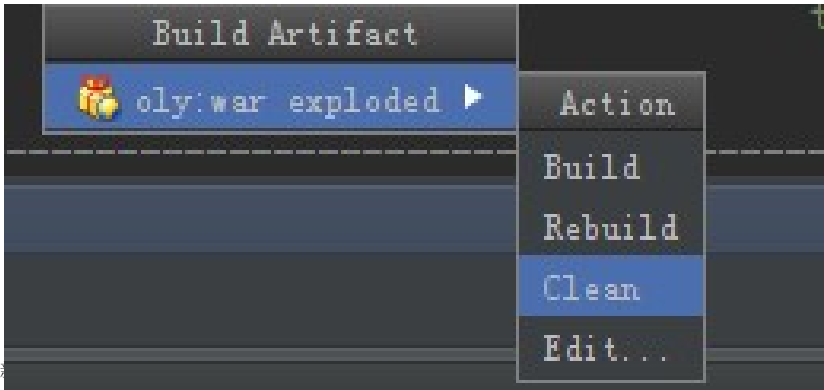 Build Artifact
oly:war exploded
Action
Build
Rebuild
Clean
Edit...